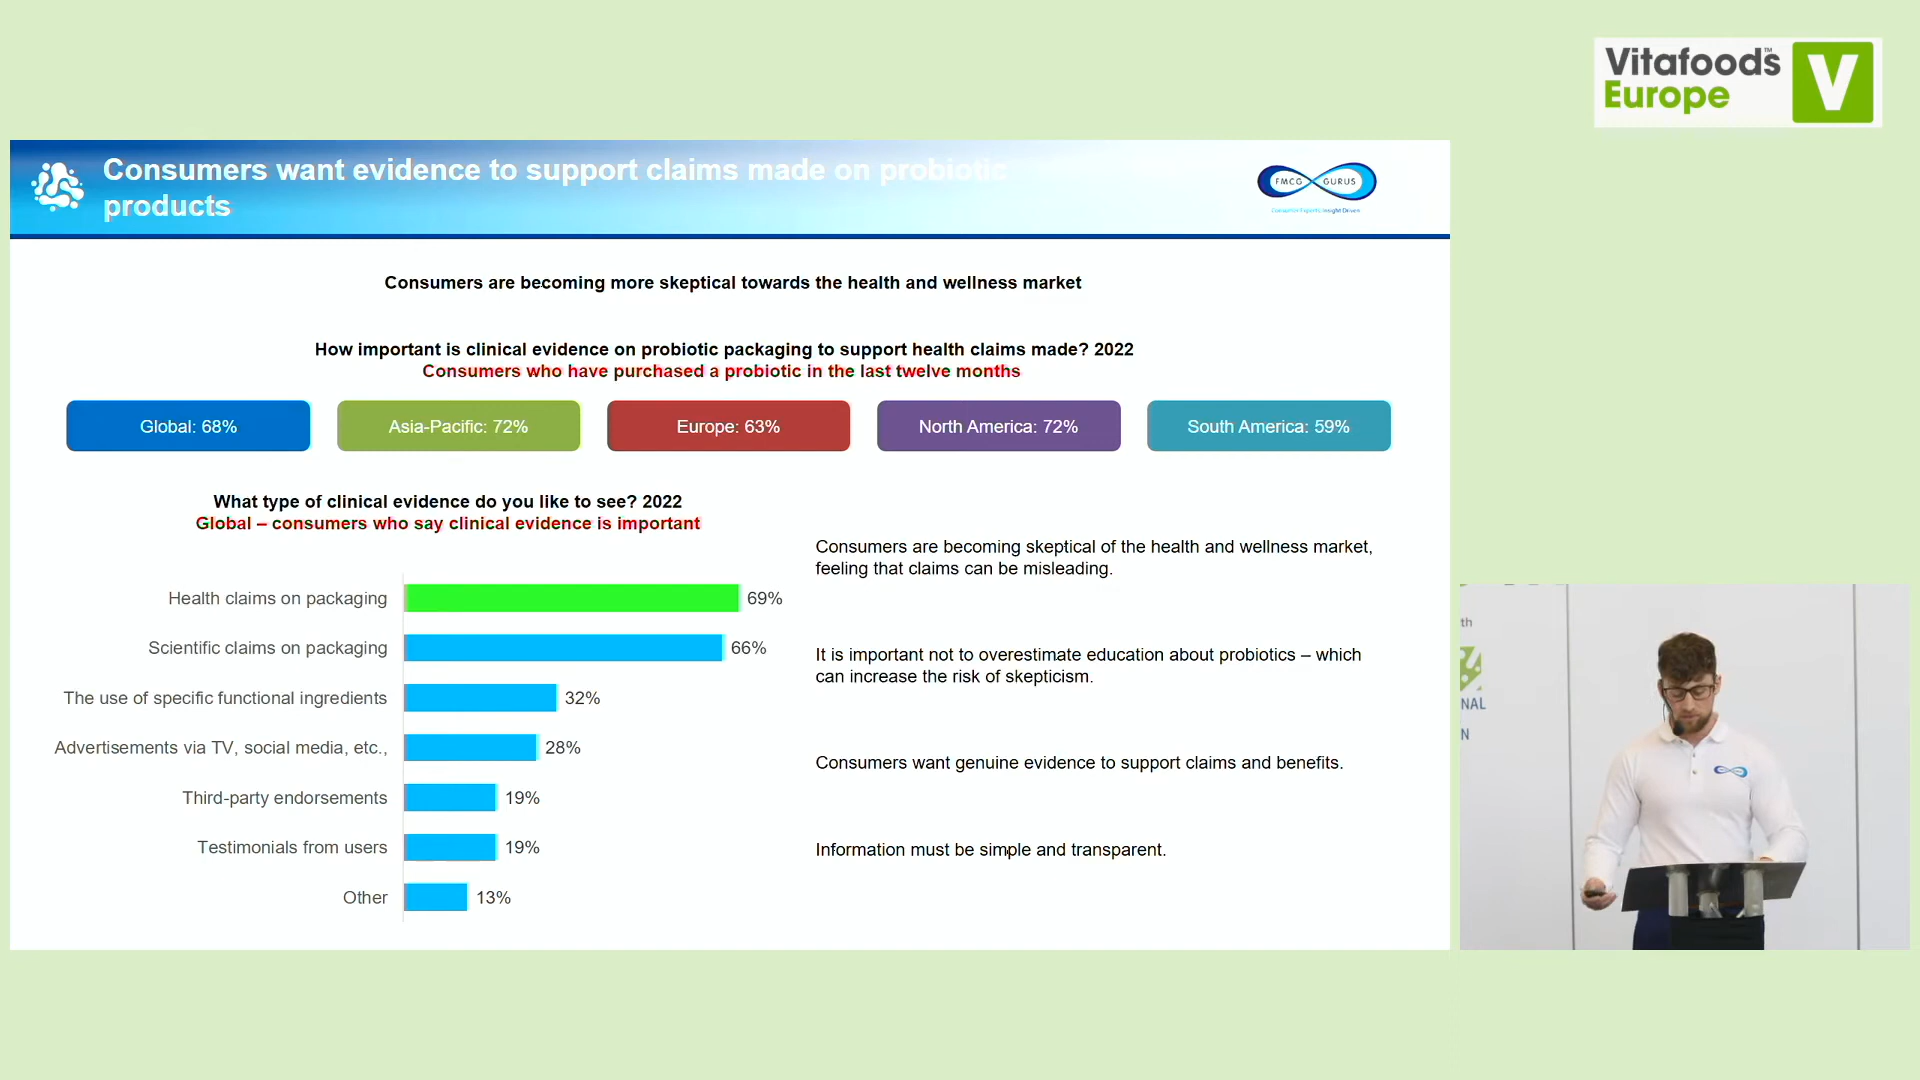 Vitafoods™
Europe
V
Consumers want evidence to support claims made on probiotic
products
FMCG GURUS
Consumer Experts. Insight Driven
Consumers are becoming more skeptical towards the health and wellness market
How important is clinical evidence on probiotic packaging to support health claims made? 2022
Consumers who have purchased a probiotic in the last twelve months
Global: 68%
Asia-Pacific: 72%
Europe: 63%
North America: 72%
South America: 59%
What type of clinical evidence do you like to see? 2022
Global – consumers who say clinical evidence is important
Health claims on packaging 69%
Scientific claims on packaging 66%
The use of specific functional ingredients 32%
Advertisements via TV, social media, etc., 28%
Third-party endorsements 19%
Testimonials from users 19%
Other 13%
Consumers are becoming skeptical of the health and wellness market,
feeling that claims can be misleading.
It is important not to overestimate education about probiotics – which
can increase the risk of skepticism.
Consumers want genuine evidence to support claims and benefits.
Information must be simple and transparent.
th
NAL
N